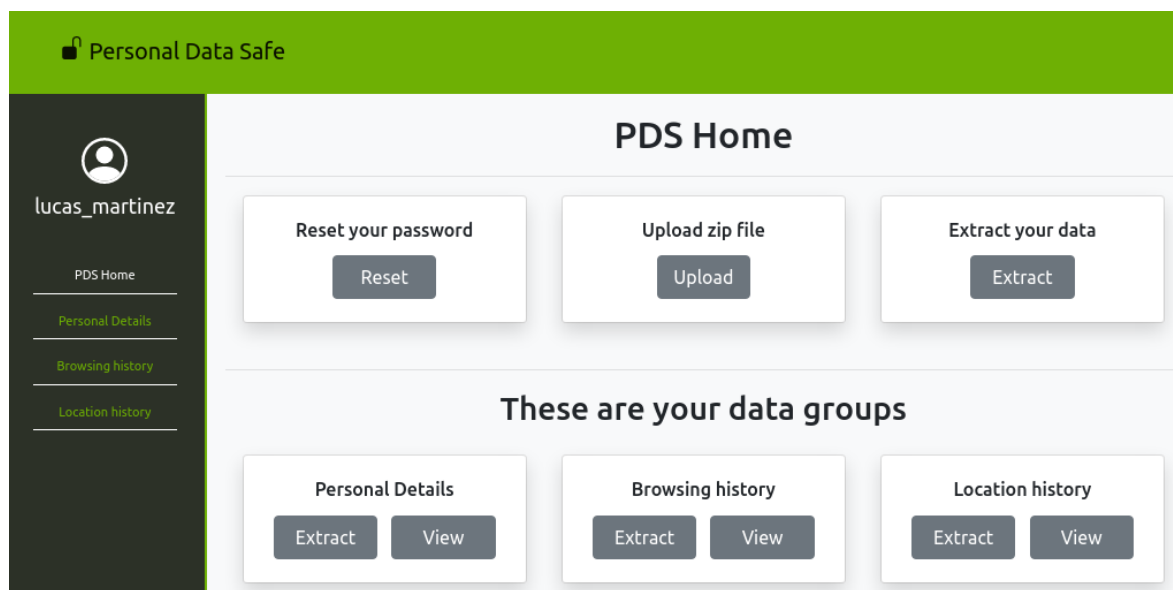 Personal Data Safe
lucas_martinez
PDS Home
Personal Details
Browsing history
Location history
PDS Home
Reset your password
Reset
Upload zip file
Upload
Extract your data
Extract
These are your data groups
Personal Details
Extract View
Browsing history
Extract View
Location history
Extract View